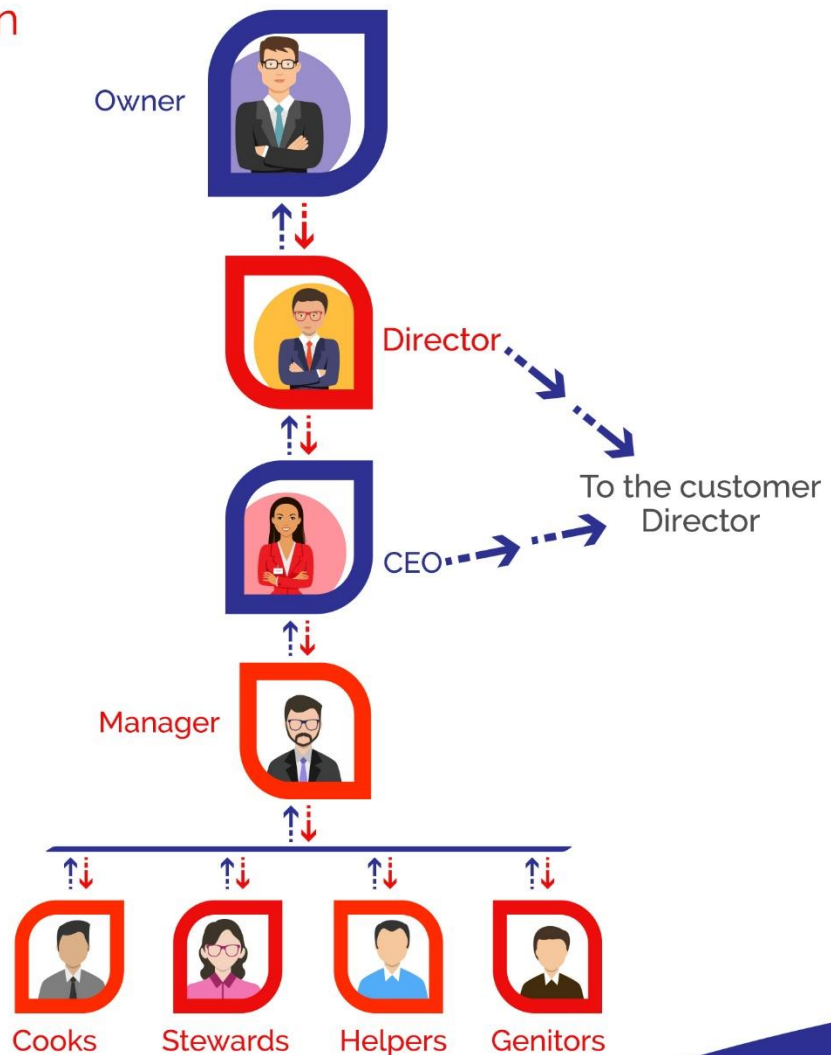 n
Owner
Director
To the customer
Director
CEO
Manager
Cooks
Stewards
Helpers
Genitors